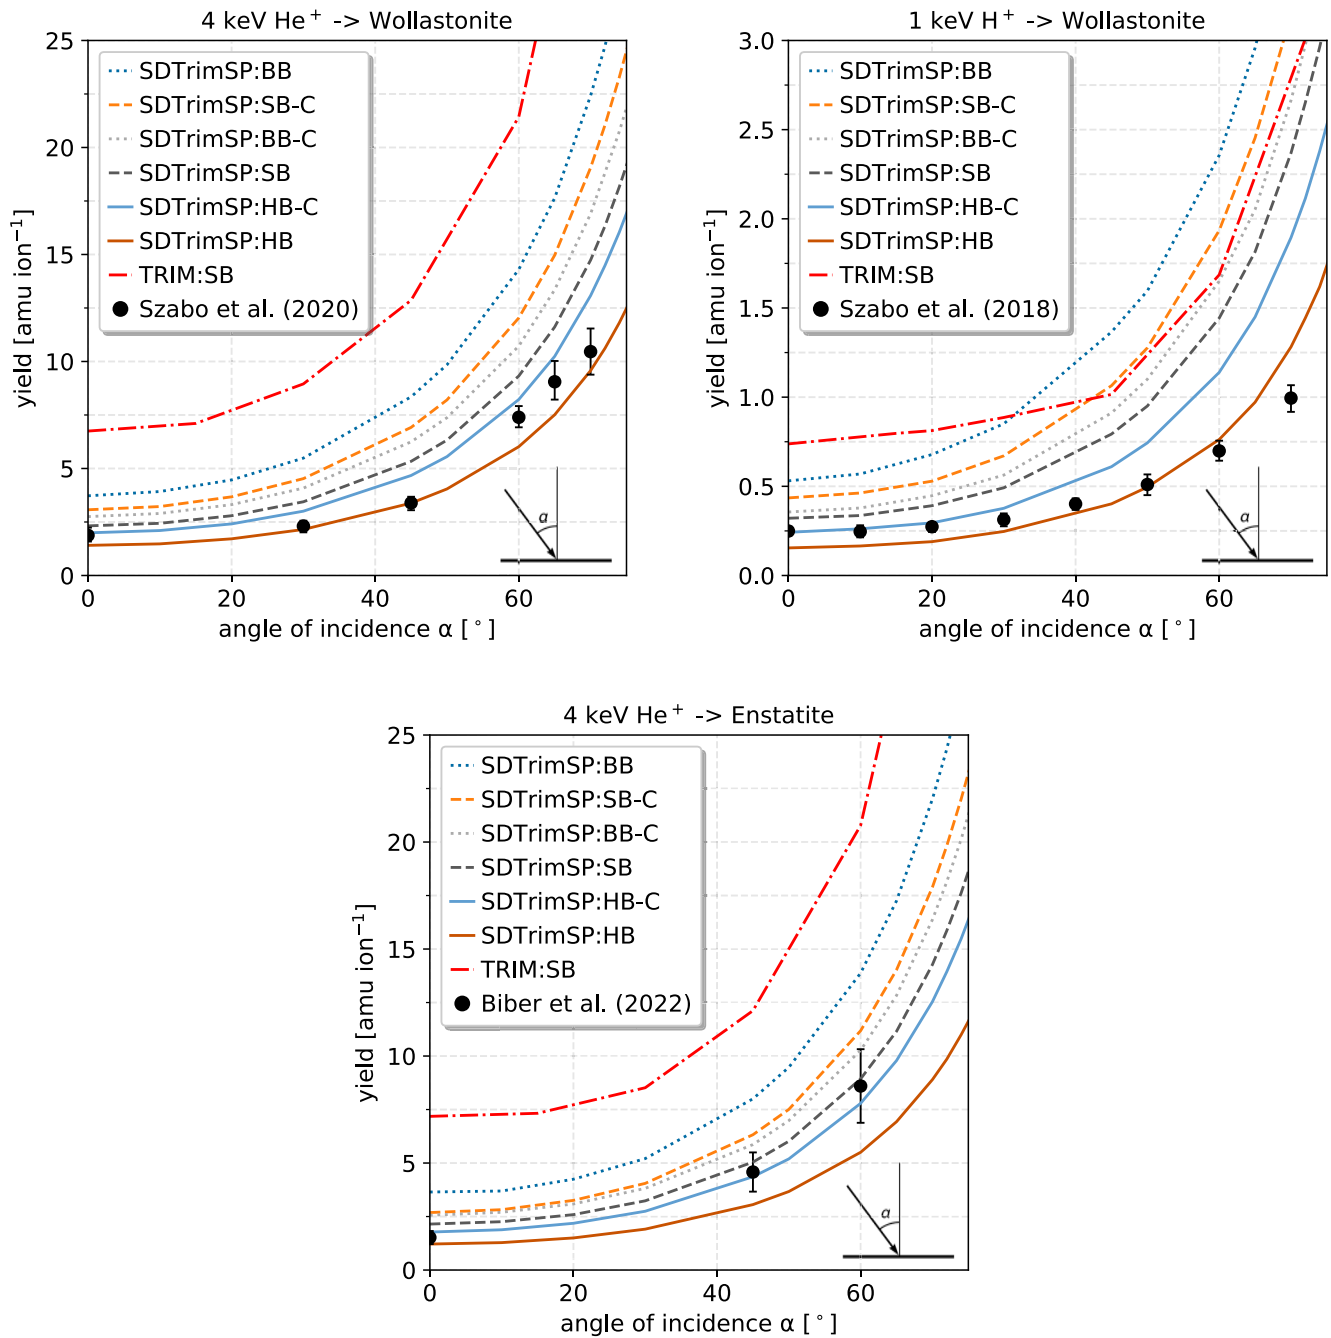 4 keV He⁺ -> Wollastonite
25
20
15
10
5
0
yield [amu ion⁻¹]
SDTrimSP:BB
SDTrimSP:SB-C
SDTrimSP:BB-C
SDTrimSP:SB
SDTrimSP:HB-C
SDTrimSP:HB
TRIM:SB
Szabo et al. (2020)
α
0 20 40 60
angle of incidence α [°]
1 keV H⁺ -> Wollastonite
3.0
2.5
2.0
1.5
1.0
0.5
0.0
yield [amu ion⁻¹]
SDTrimSP:BB
SDTrimSP:SB-C
SDTrimSP:BB-C
SDTrimSP:SB
SDTrimSP:HB-C
SDTrimSP:HB
TRIM:SB
Szabo et al. (2018)
α
0 20 40 60
angle of incidence α [°]
4 keV He⁺ -> Enstatite
25
20
15
10
5
0
yield [amu ion⁻¹]
SDTrimSP:BB
SDTrimSP:SB-C
SDTrimSP:BB-C
SDTrimSP:SB
SDTrimSP:HB-C
SDTrimSP:HB
TRIM:SB
Biber et al. (2022)
α
0 20 40 60
angle of incidence α [°]